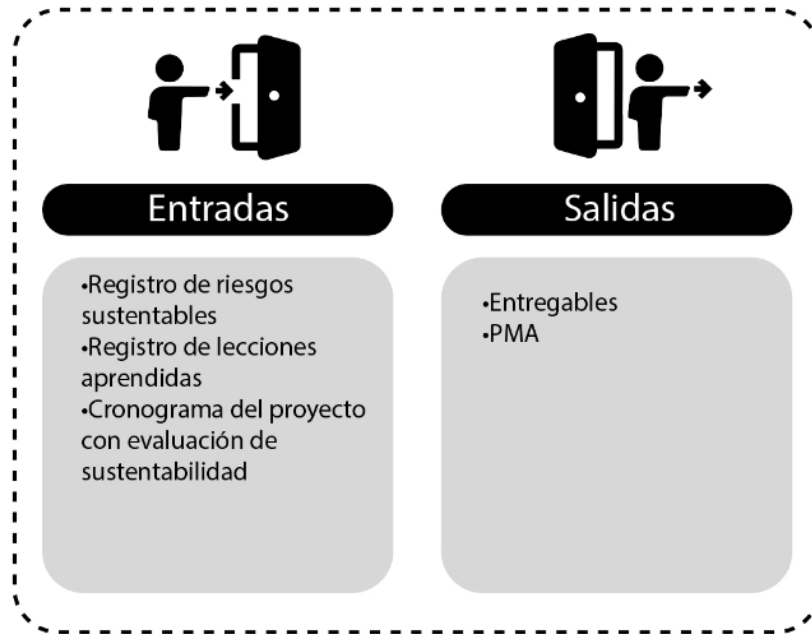 Entradas
•Registro de riesgos
sustentables
•Registro de lecciones
aprendidas
•Cronograma del proyecto
con evaluación de
sustentabilidad
Salidas
•Entregables
•PMA